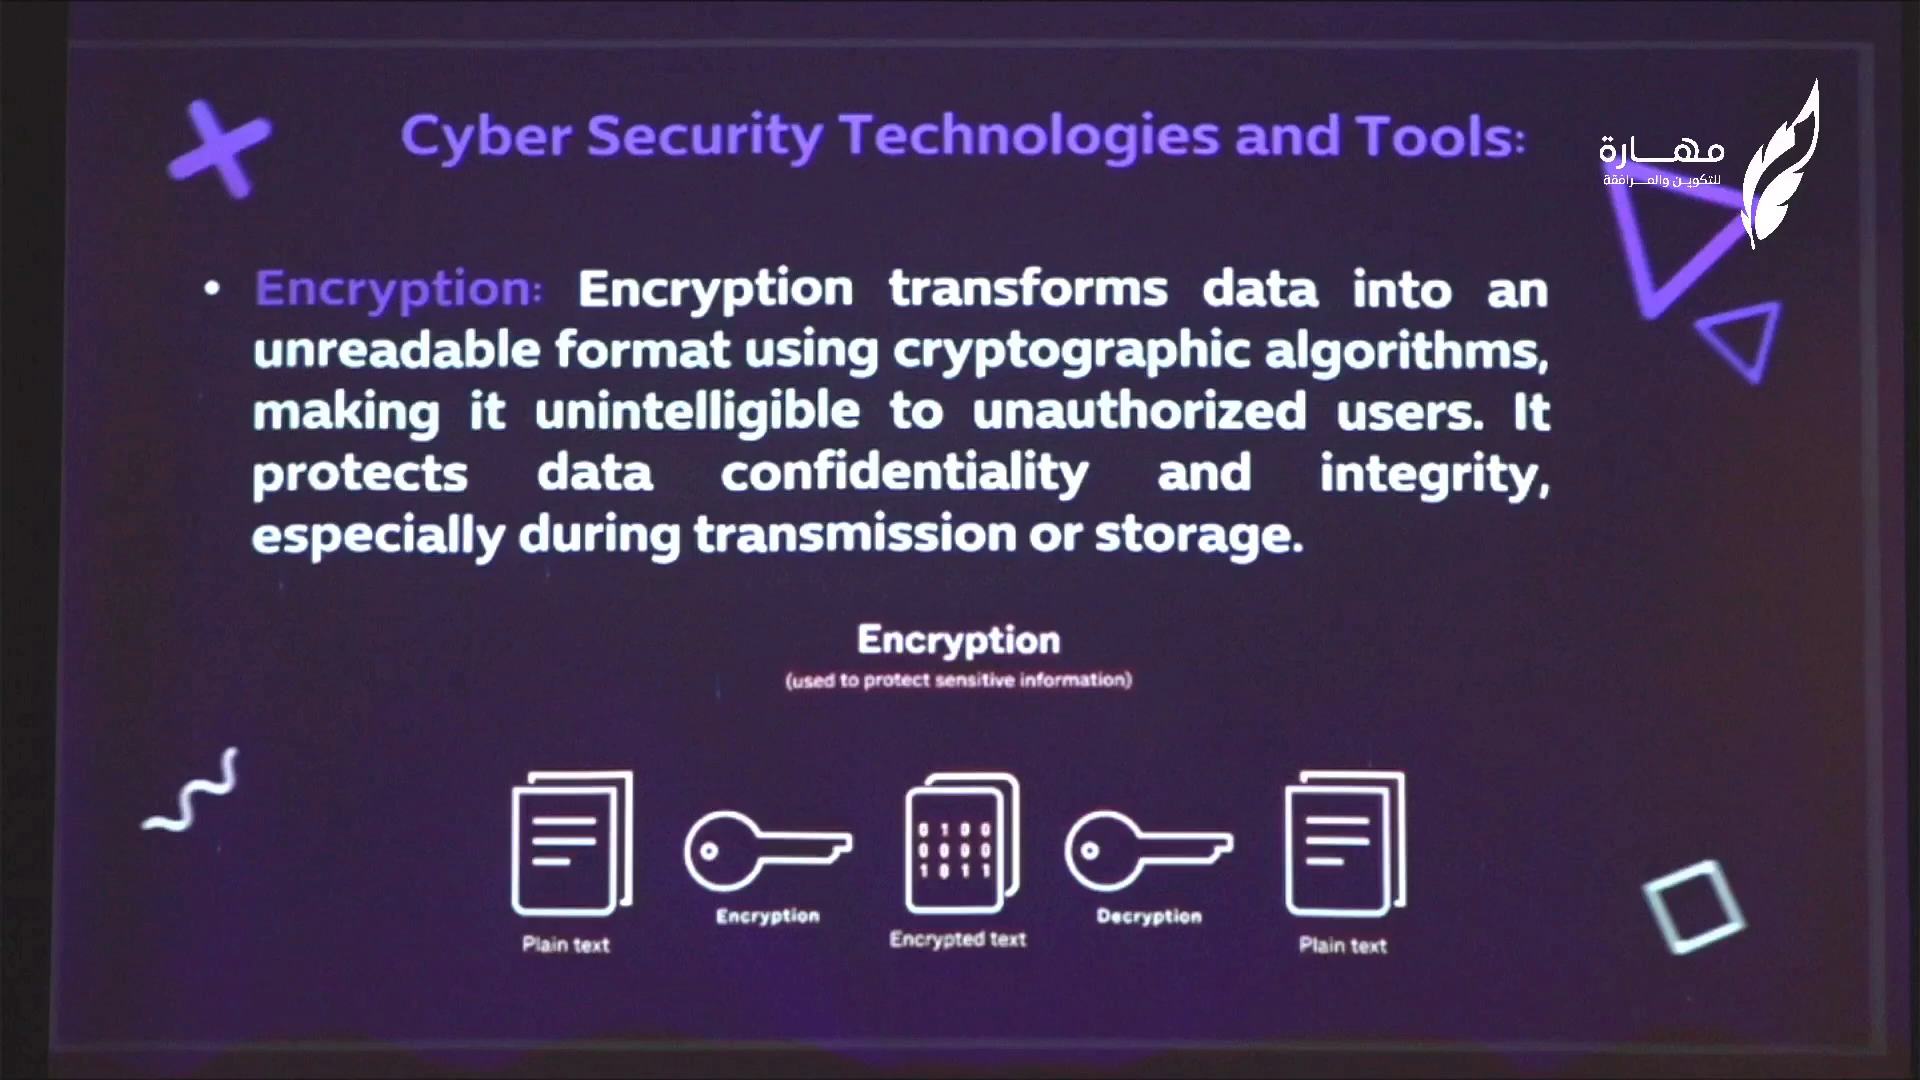 Cyber Security Technologies and Tools:
مهـــارة
للتكويـن والمـرافقة
• Encryption: Encryption transforms data into an
unreadable format using cryptographic algorithms,
making it unintelligible to unauthorized users. It
protects data confidentiality and integrity,
especially during transmission or storage.
Encryption
(used to protect sensitive information)
0 1 0 0
0 0 0 0
1 0 1 1
Encryption
Decryption
Plain text
Encrypted text
Plain text